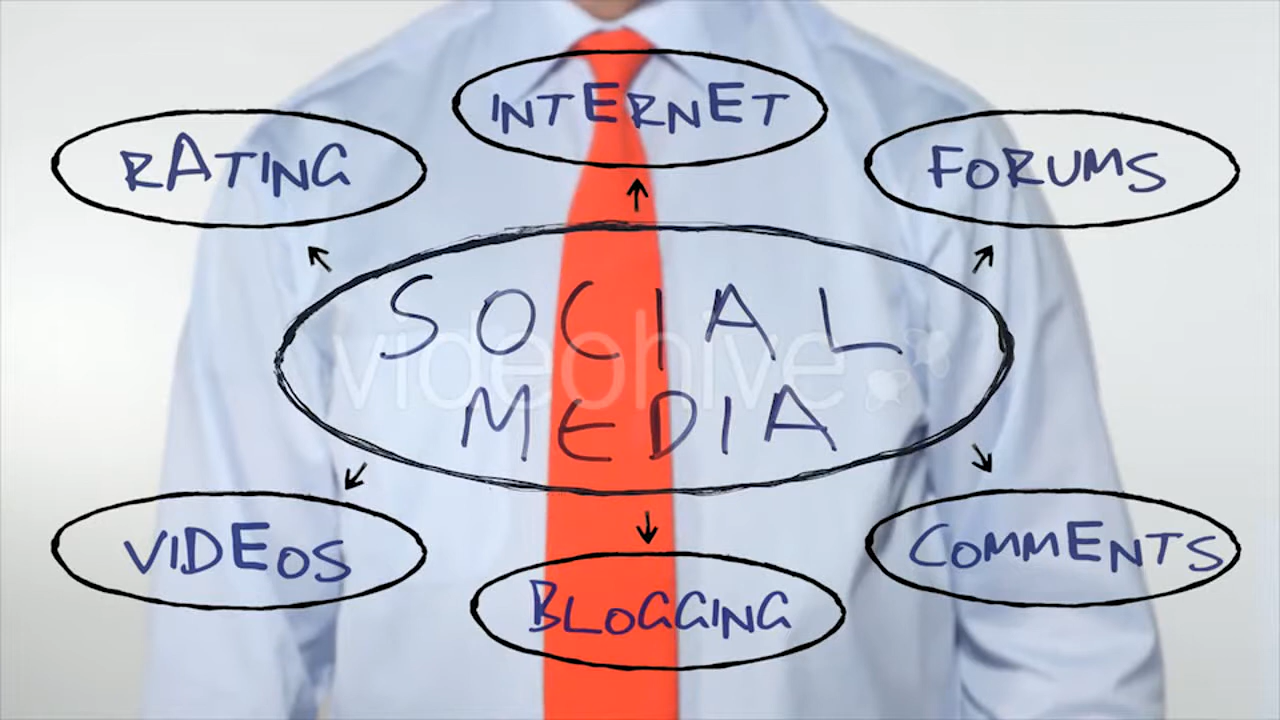 INTERNET
RATING
FORUMS
SOCIAL
MEDIA
videohive
VIDEOS
COMMENTS
BLOGGING